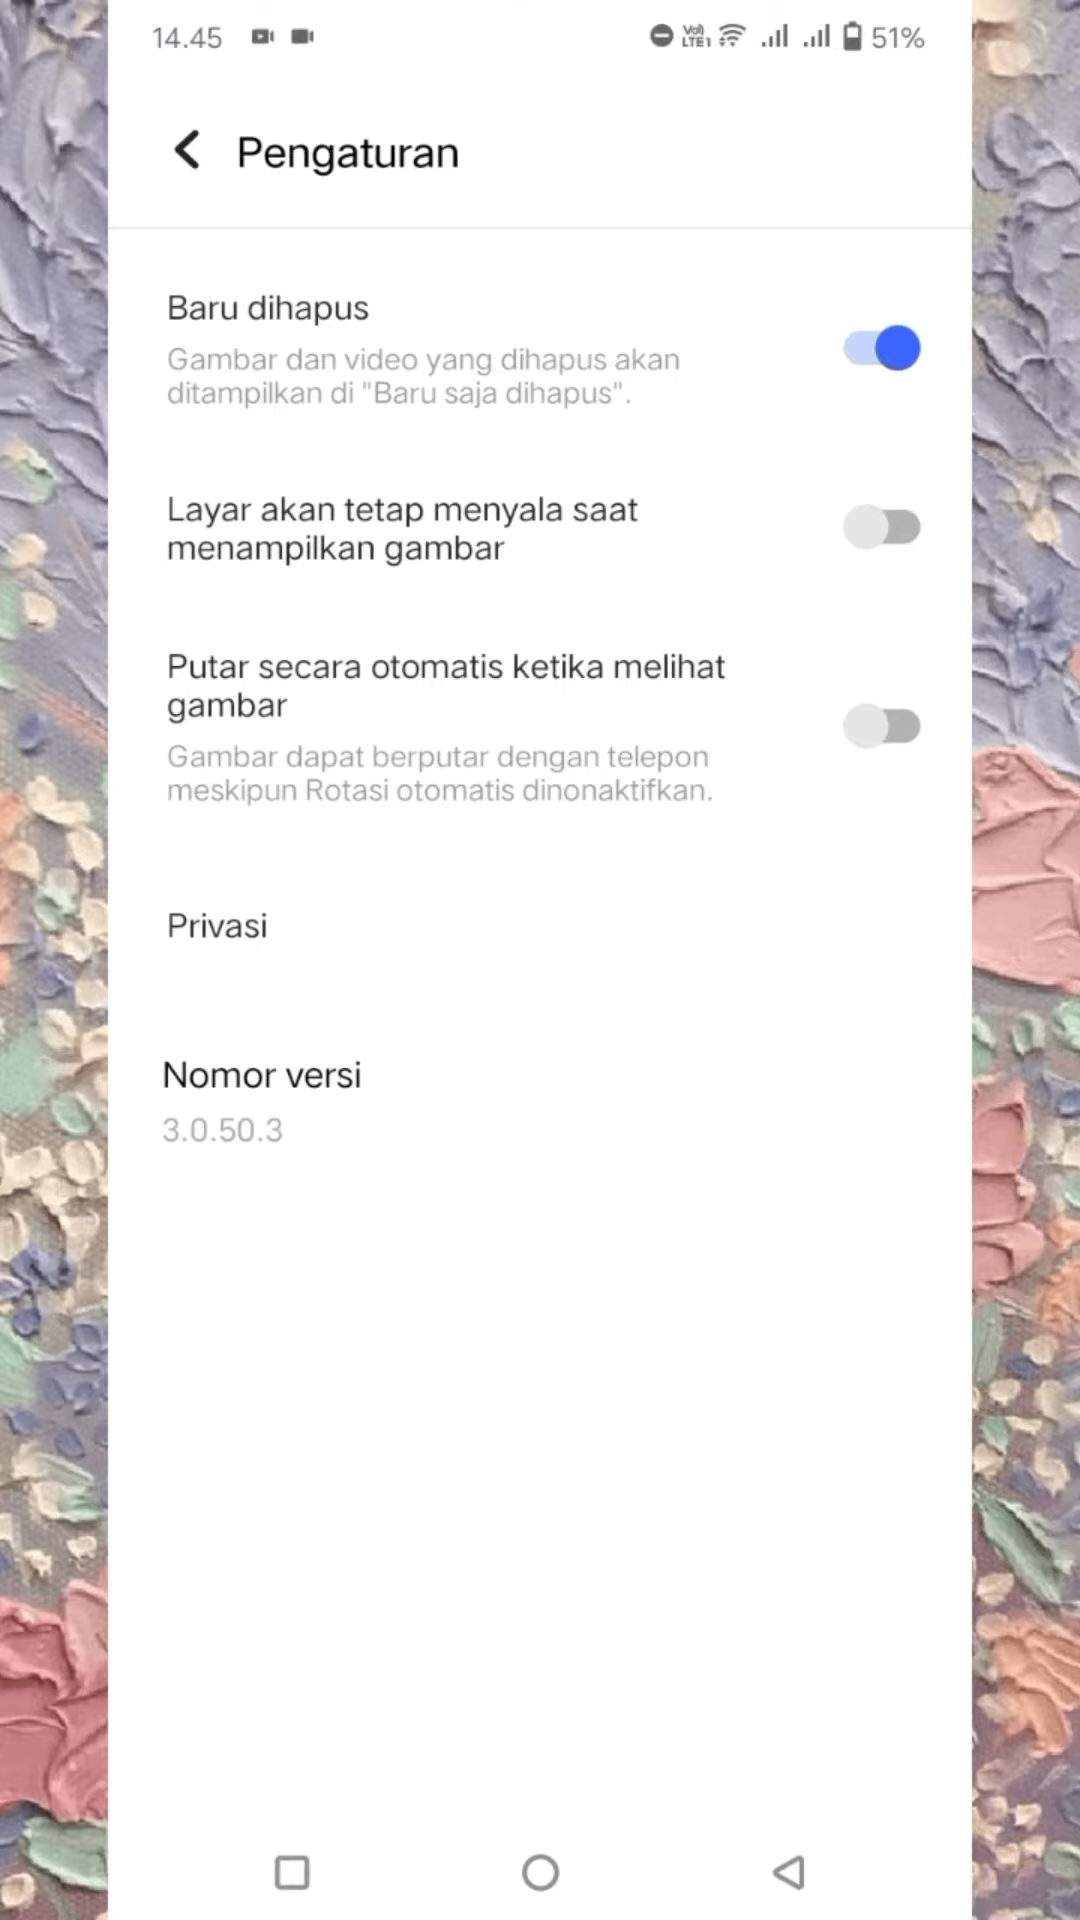 14.45 Vo) LTE1 51%
Pengaturan
Baru dihapus
Gambar dan video yang dihapus akan
ditampilkan di "Baru saja dihapus".
Layar akan tetap menyala saat
menampilkan gambar
Putar secara otomatis ketika melihat
gambar
Gambar dapat berputar dengan telepon
meskipun Rotasi otomatis dinonaktifkan.
Privasi
Nomor versi
3.0.50.3